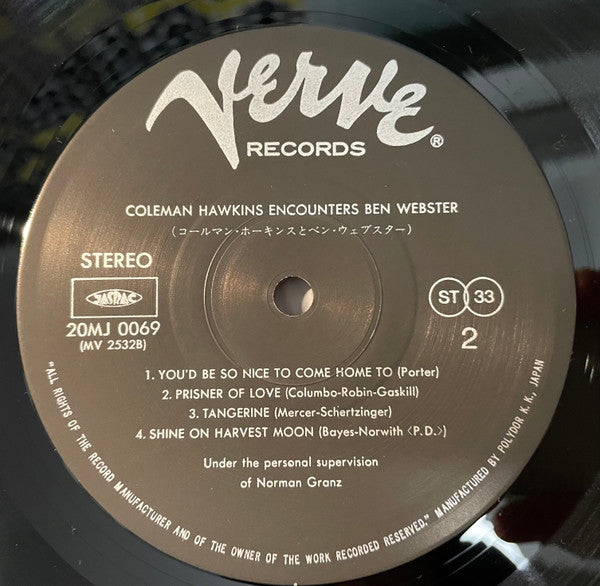 Verve
RECORDS ®
COLEMAN HAWKINS ENCOUNTERS BEN WEBSTER
(コールマン・ホーキンスとベン・ウェブスター)
STEREO
JASRAC
20MJ 0069
(MV 2532B)
ST 33
2
1. YOU'D BE SO NICE TO COME HOME TO (Porter)
2. PRISNER OF LOVE (Columbo-Robin-Gaskill)
3. TANGERINE (Mercer-Schertzinger)
4. SHINE ON HARVEST MOON (Bayes-Norwith <P.D.>)
Under the personal supervision
of Norman Granz
"ALL RIGHTS OF THE RECORD MANUFACTURER AND OF THE OWNER OF THE WORK RECORDED RESERVED." MANUFACTURED BY POLYDOR K.K., JAPAN